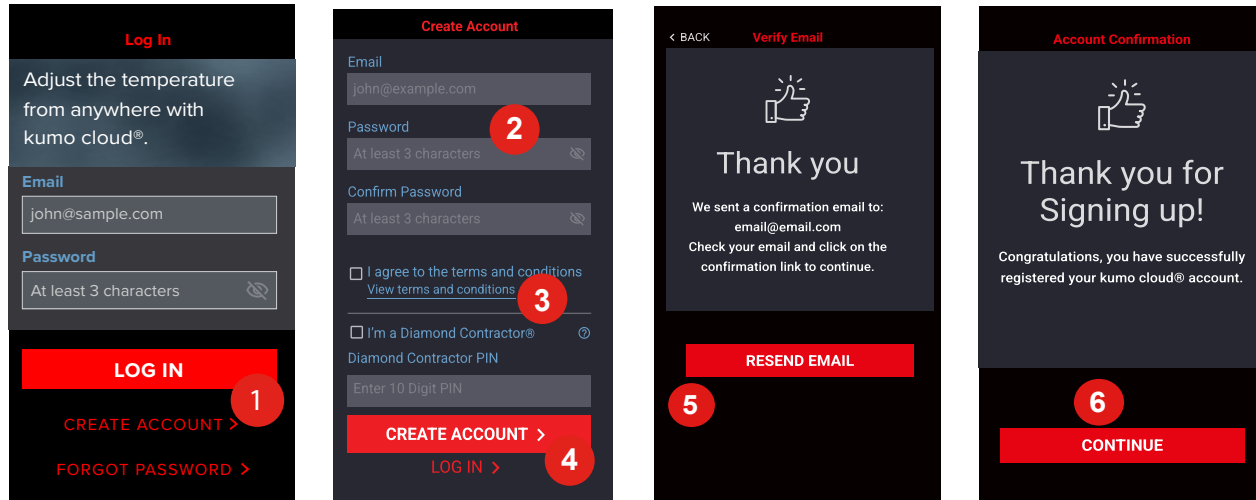 Log In
Adjust the temperature
from anywhere with
kumo cloud®.
Email
john@sample.com
Password
At least 3 characters
LOG IN
1
CREATE ACCOUNT >
FORGOT PASSWORD >
Create Account
Email
john@example.com
Password
2
At least 3 characters
Confirm Password
At least 3 characters
I agree to the terms and conditions
View terms and conditions
3
I'm a Diamond Contractor®
Diamond Contractor PIN
Enter 10 Digit PIN
CREATE ACCOUNT >
LOG IN >
4
< BACK
Verify Email
Thank you
We sent a confirmation email to:
email@email.com
Check your email and click on the
confirmation link to continue.
RESEND EMAIL
5
Account Confirmation
Thank you for
Signing up!
Congratulations, you have successfully
registered your kumo cloud® account.
6
CONTINUE